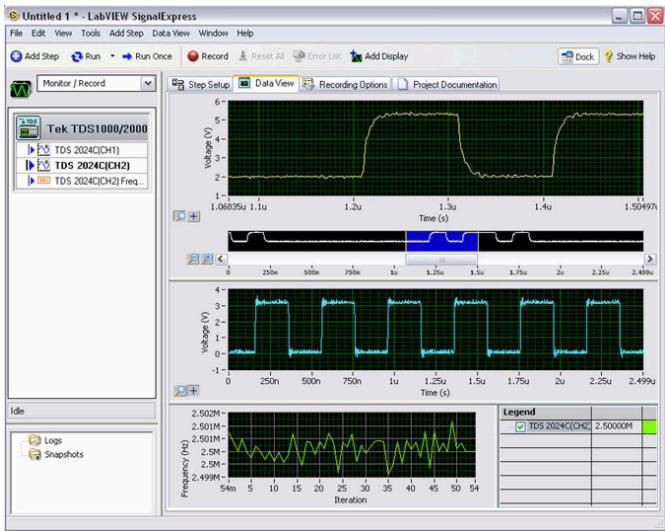 Untitled 1 * - LabVIEW SignalExpress
File Edit View Tools Add Step Data View Window Help
Add Step Run Run Once Record Reset All Error List Add Display Dock Show Help
Monitor / Record
Step Setup Data View Recording Options Project Documentation
Tek TDS1000/2000
TDS 2024C(CH1)
TDS 2024C(CH2)
TDS 2024C(CH2) Freq...
Voltage (V)
6
5
4
3
2
1
1.06835u 1.1u 1.2u 1.3u 1.4u 1.50497u
Time (s)
0 250n 500n 750n 1u 1.25u 1.5u 1.75u 2u 2.25u 2.499u
Voltage (V)
4
3
2
1
0
-1
0 250n 500n 750n 1u 1.25u 1.5u 1.75u 2u 2.25u 2.499u
Time (s)
Idle
Logs
Snapshots
Frequency (Hz)
2.502M
2.501M
2.501M
2.5M
2.5M
2.499M
54m 5 10 15 20 25 30 35 40 45 50 54
Iteration
Legend
TDS 2024C(CH2) 2.50000M